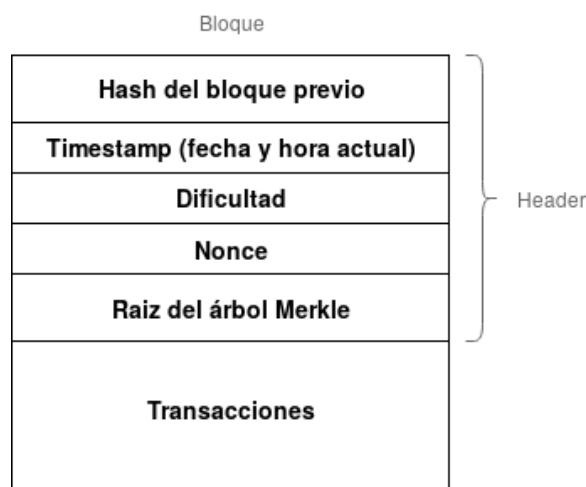 Bloque
Hash del bloque previo
Timestamp (fecha y hora actual)
Dificultad
Header
Nonce
Raiz del árbol Merkle
Transacciones